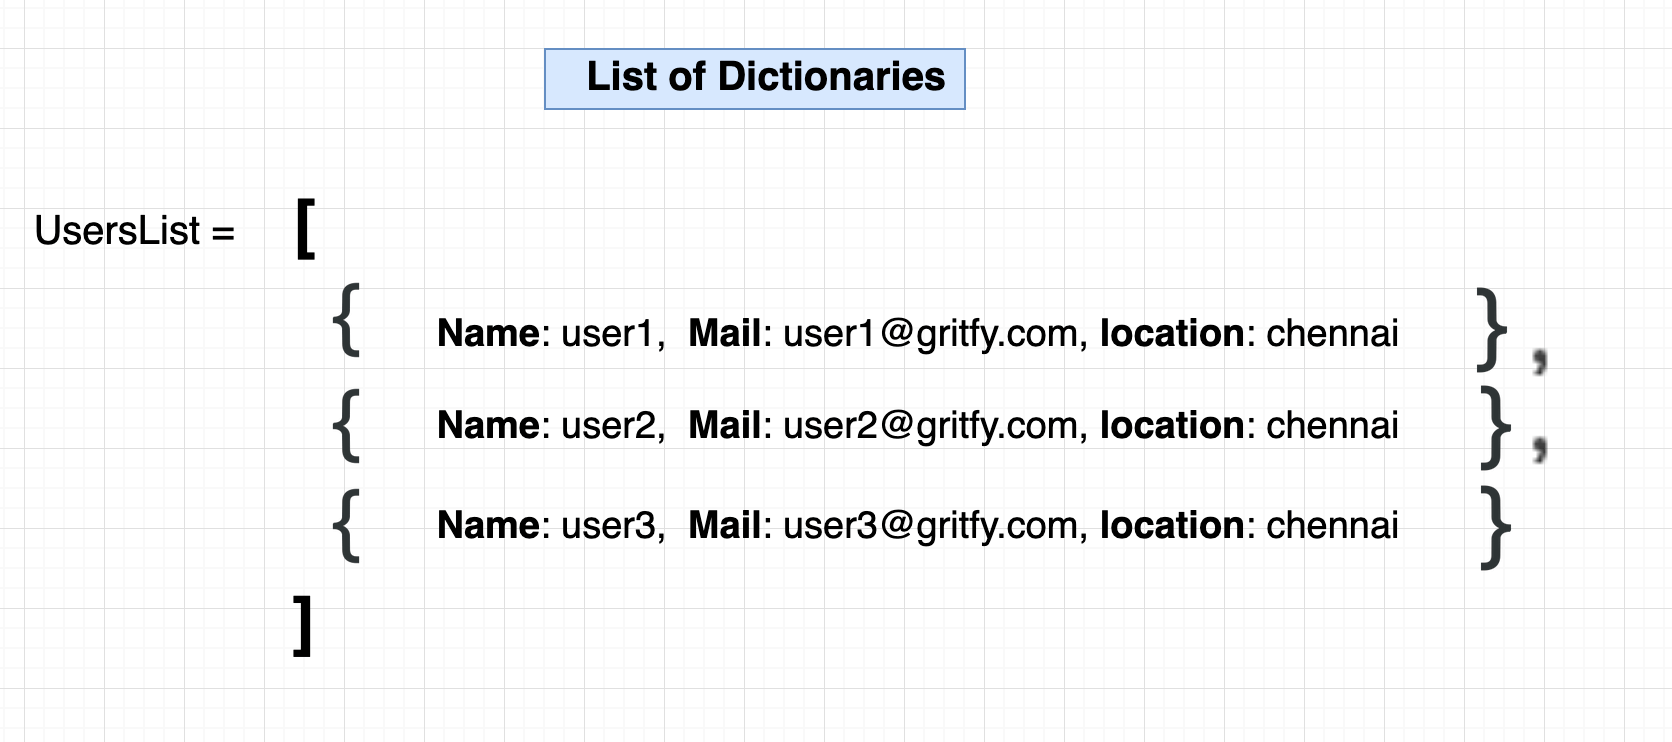 List of Dictionaries
UsersList = [
{ Name: user1, Mail: user1@gritfy.com, location: chennai },
{ Name: user2, Mail: user2@gritfy.com, location: chennai },
{ Name: user3, Mail: user3@gritfy.com, location: chennai }
]